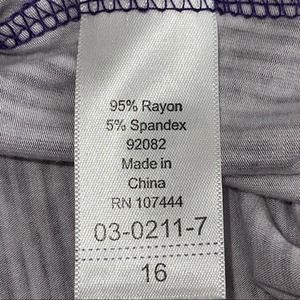 95% Rayon
5% Spandex
92082
Made in
China
RN 107444
03-0211-7
16